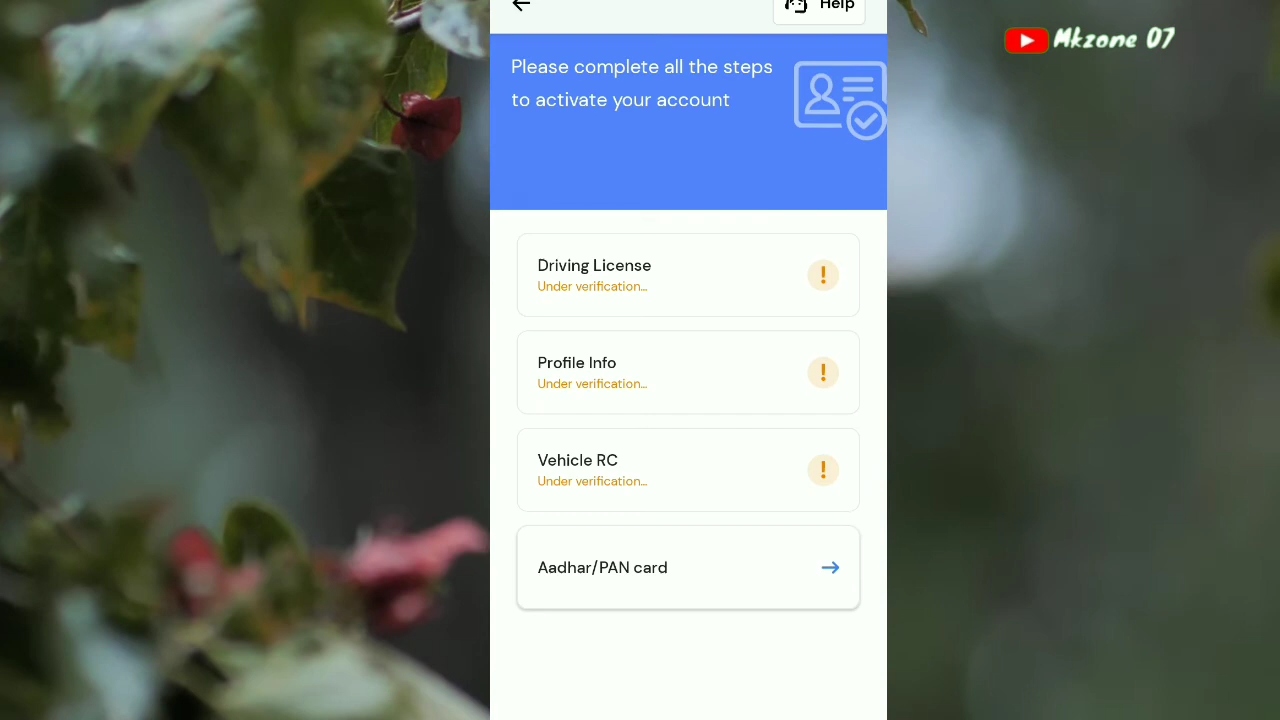 Help
Mkzone 07
Please complete all the steps
to activate your account
Driving License
Under verification...
Profile Info
Under verification...
Vehicle RC
Under verification...
Aadhar/PAN card